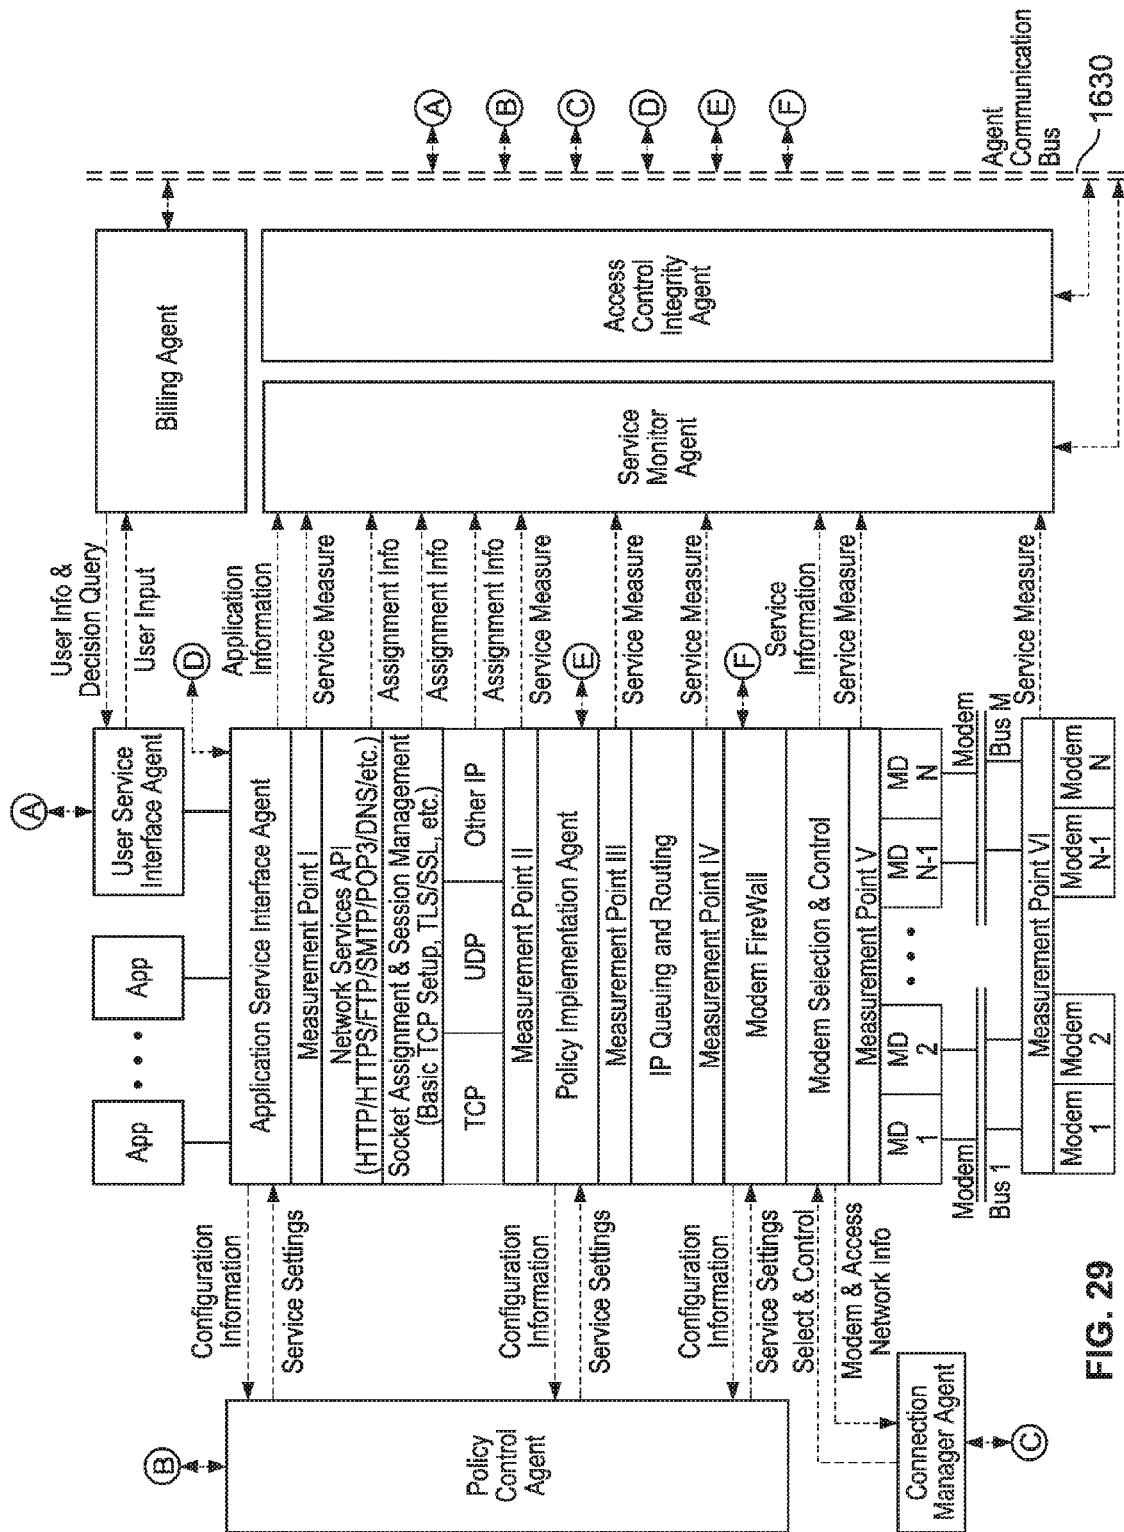 A
User Info &
Decision Query
User Input
Billing Agent
App
• • •
App
User Service
Interface Agent
D
B
Policy
Control
Agent
Configuration
Information
Service Settings
Configuration
Information
Service Settings
Configuration
Information
Service Settings
Select & Control
Modem & Access
Network Info
Connection
Manager Agent
C
Application Service Interface Agent
Measurement Point I
Network Services API
(HTTP/HTTPS/FTP/SMTP/POP3/DNS/etc.)
Socket Assignment & Session Management
(Basic TCP Setup, TLS/SSL, etc.)
TCP
UDP
Other IP
Measurement Point II
Policy Implementation Agent
Measurement Point III
IP Queuing and Routing
Measurement Point IV
Modem FireWall
Modem Selection & Control
Measurement Point V
MD
1
MD
2
• • •
MD
N-1
MD
N
Modem
Bus 1
Modem
Bus M
Measurement Point VI
Modem
1
Modem
2
Modem
N-1
Modem
N
Application
Information
Service Measure
Assignment Info
Assignment Info
Assignment Info
Service Measure
E
Service Measure
Service Measure
F
Service
Information
Service Measure
Service Measure
Service
Monitor
Agent
Access
Control
Integrity
Agent
A
B
C
D
E
F
Agent
Communication
Bus
1630
FIG. 29